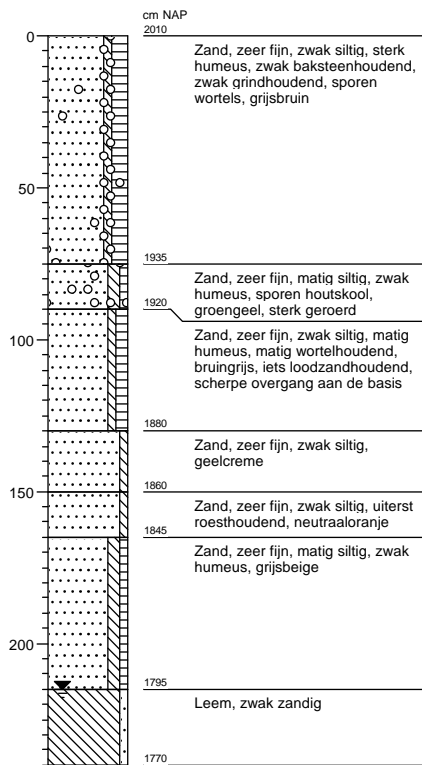 cm NAP
0
2010
Zand, zeer fijn, zwak siltig, sterk
humeus, zwak baksteenhoudend,
zwak grindhoudend, sporen
wortels, grijsbruin
50
1935
Zand, zeer fijn, matig siltig, zwak
humeus, sporen houtskool,
groengeel, sterk geroerd
1920
Zand, zeer fijn, zwak siltig, matig
humeus, matig wortelhoudend,
bruingrijs, iets loodzandhoudend,
scherpe overgang aan de basis
100
1880
Zand, zeer fijn, zwak siltig,
geelcreme
150
1860
Zand, zeer fijn, zwak siltig, uiterst
roesthoudend, neutraaloranje
1845
Zand, zeer fijn, matig siltig, zwak
humeus, grijsbeige
200
1795
Leem, zwak zandig
1770